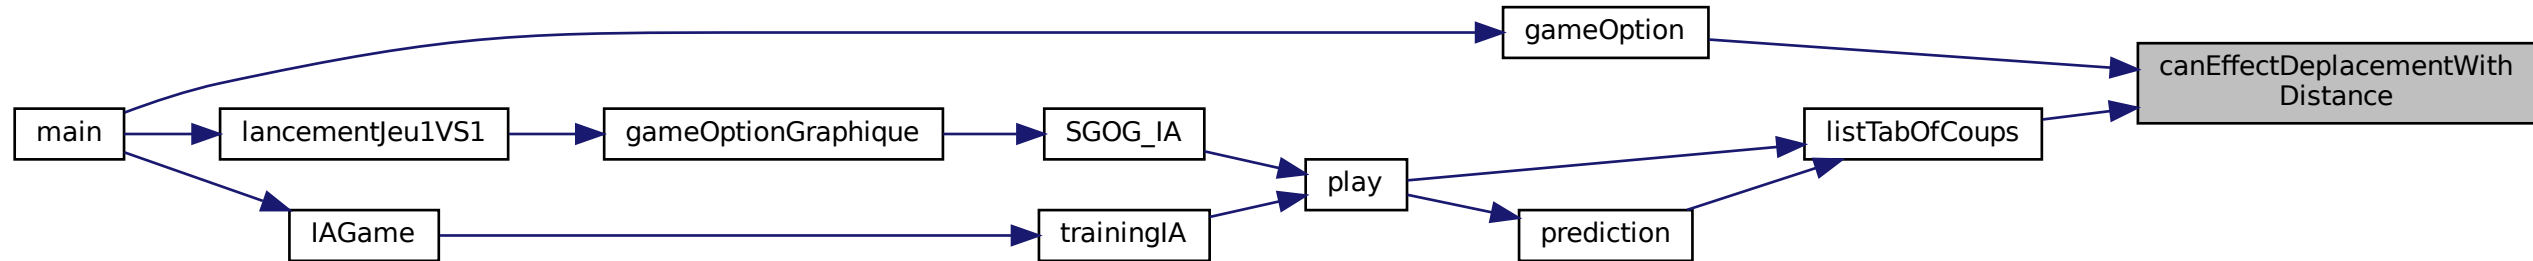 gameOption
canEffectDeplacementWith
Distance
main
lancementJeu1VS1
gameOptionGraphique
SGOG_IA
listTabOfCoups
play
IAGame
trainingIA
prediction